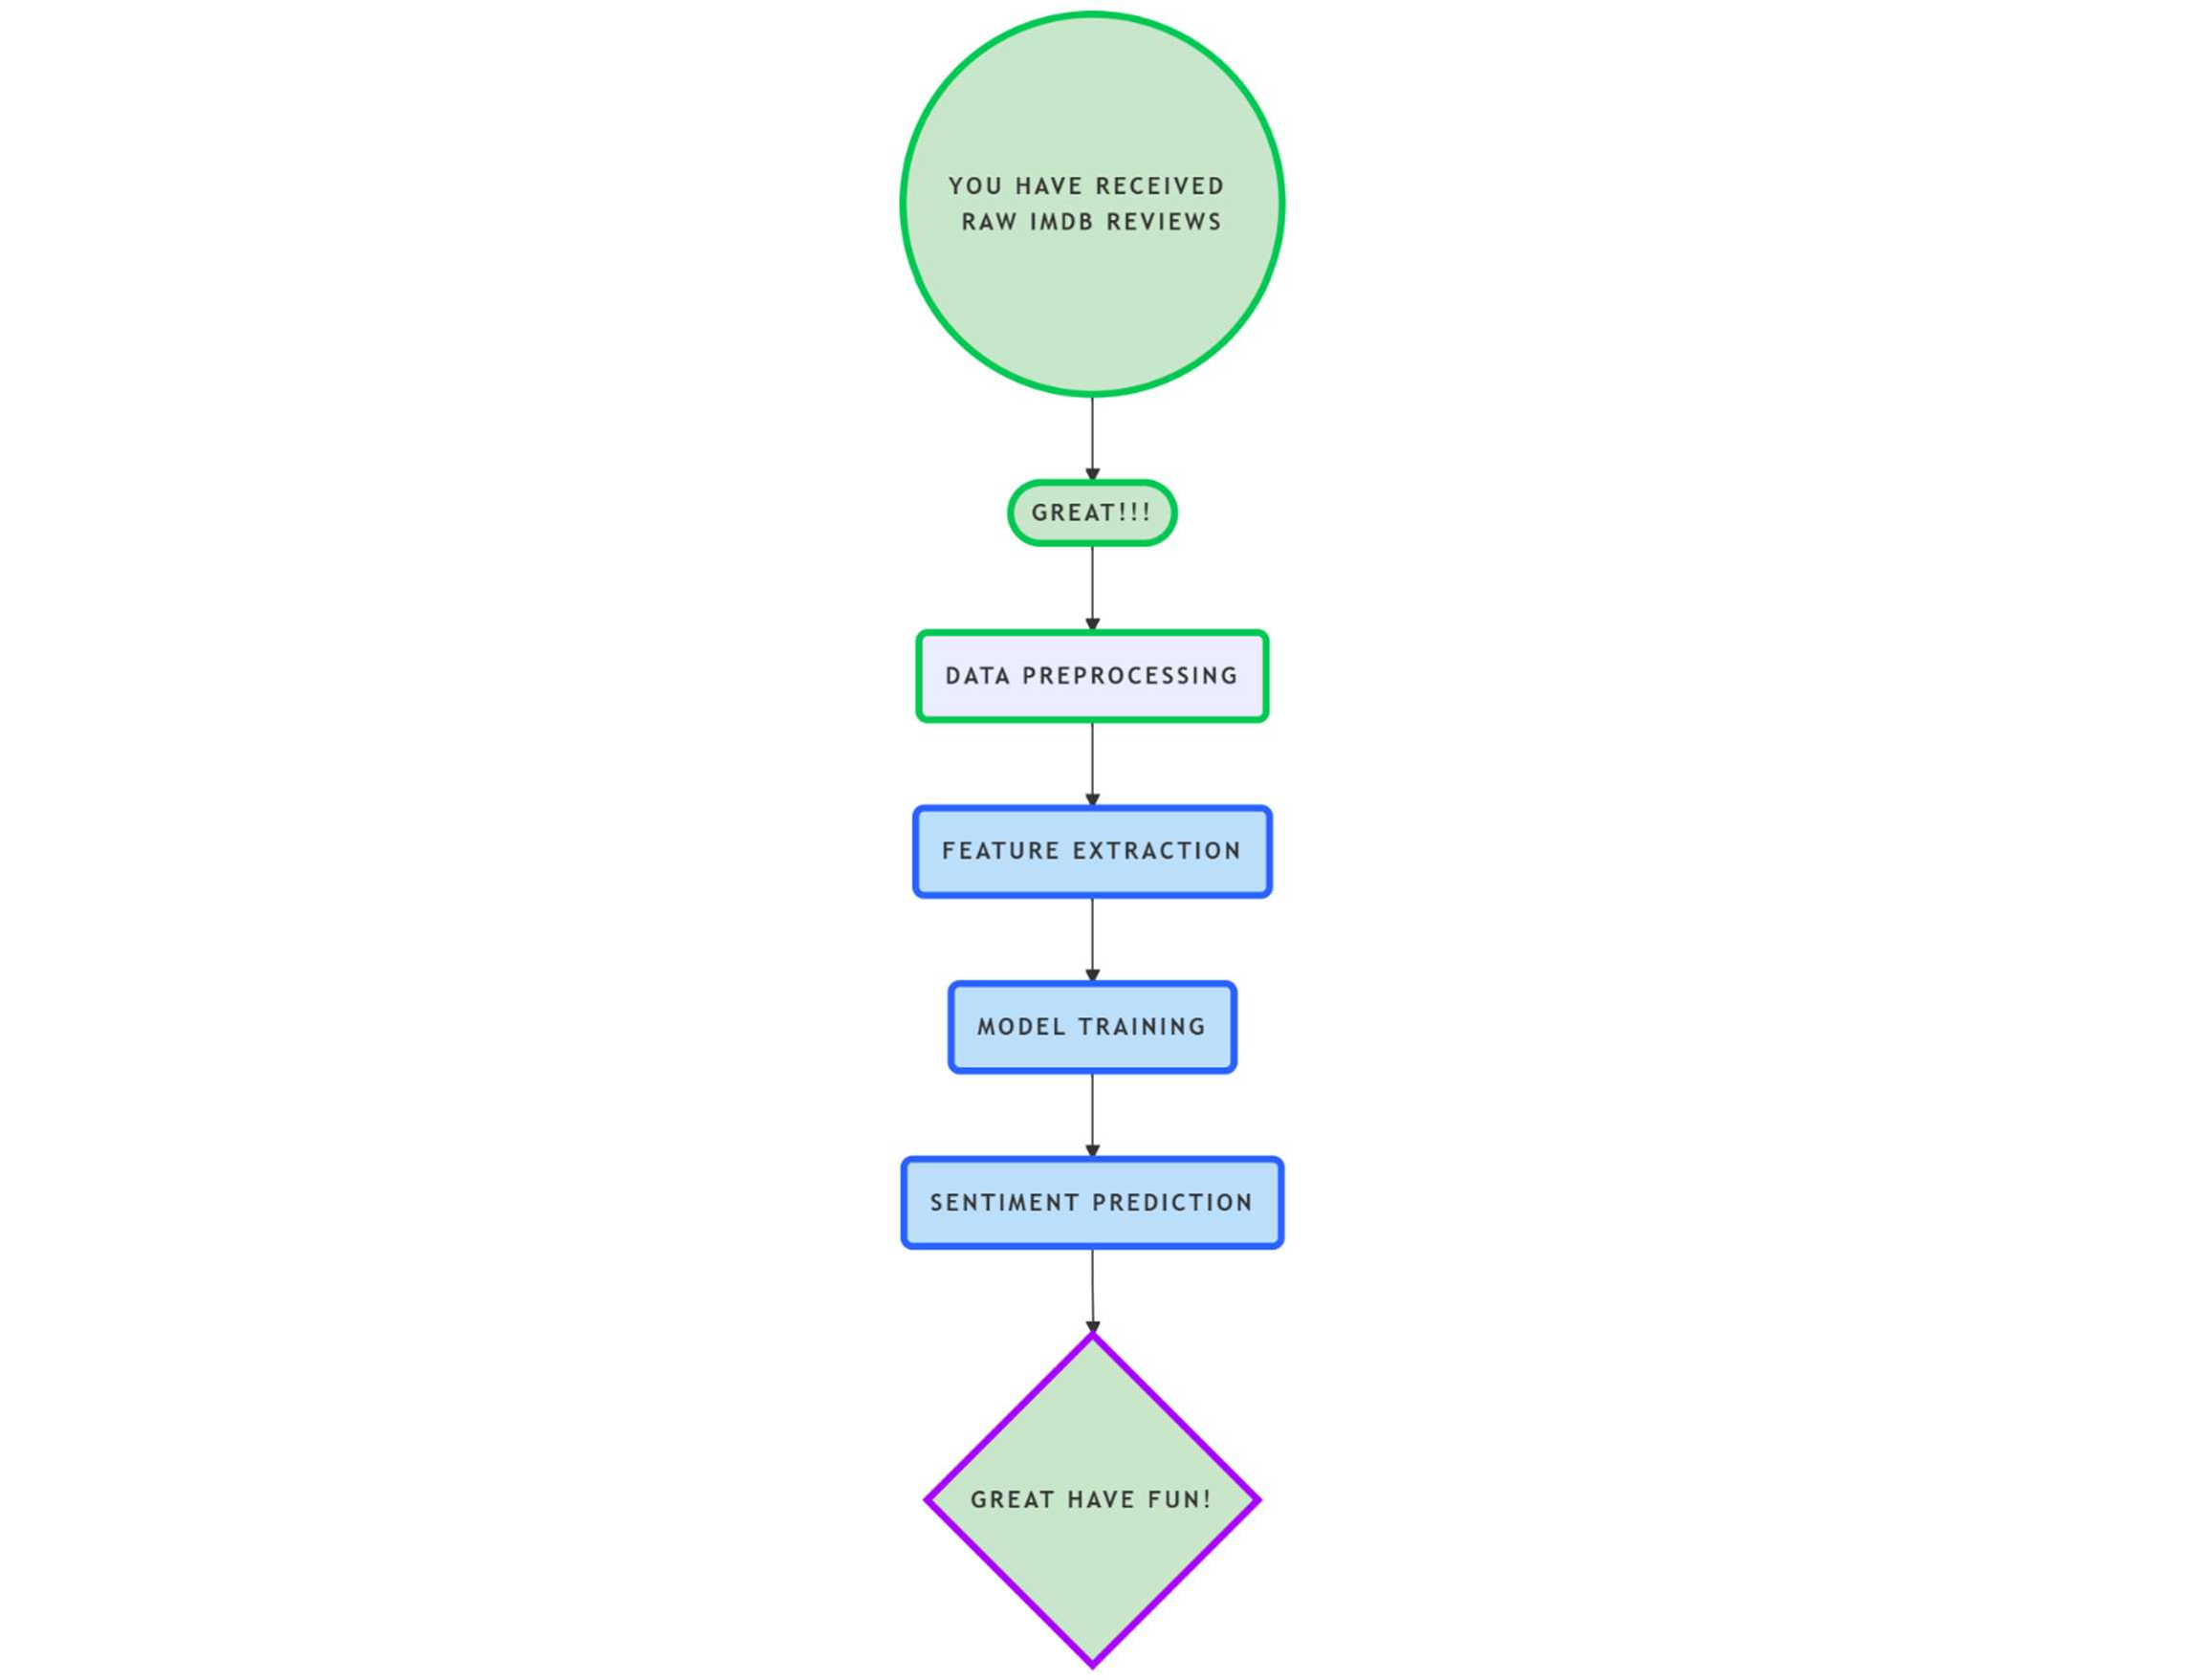 YOU HAVE RECEIVED
RAW IMDB REVIEWS
GREAT!!!
DATA PREPROCESSING
FEATURE EXTRACTION
MODEL TRAINING
SENTIMENT PREDICTION
GREAT HAVE FUN!